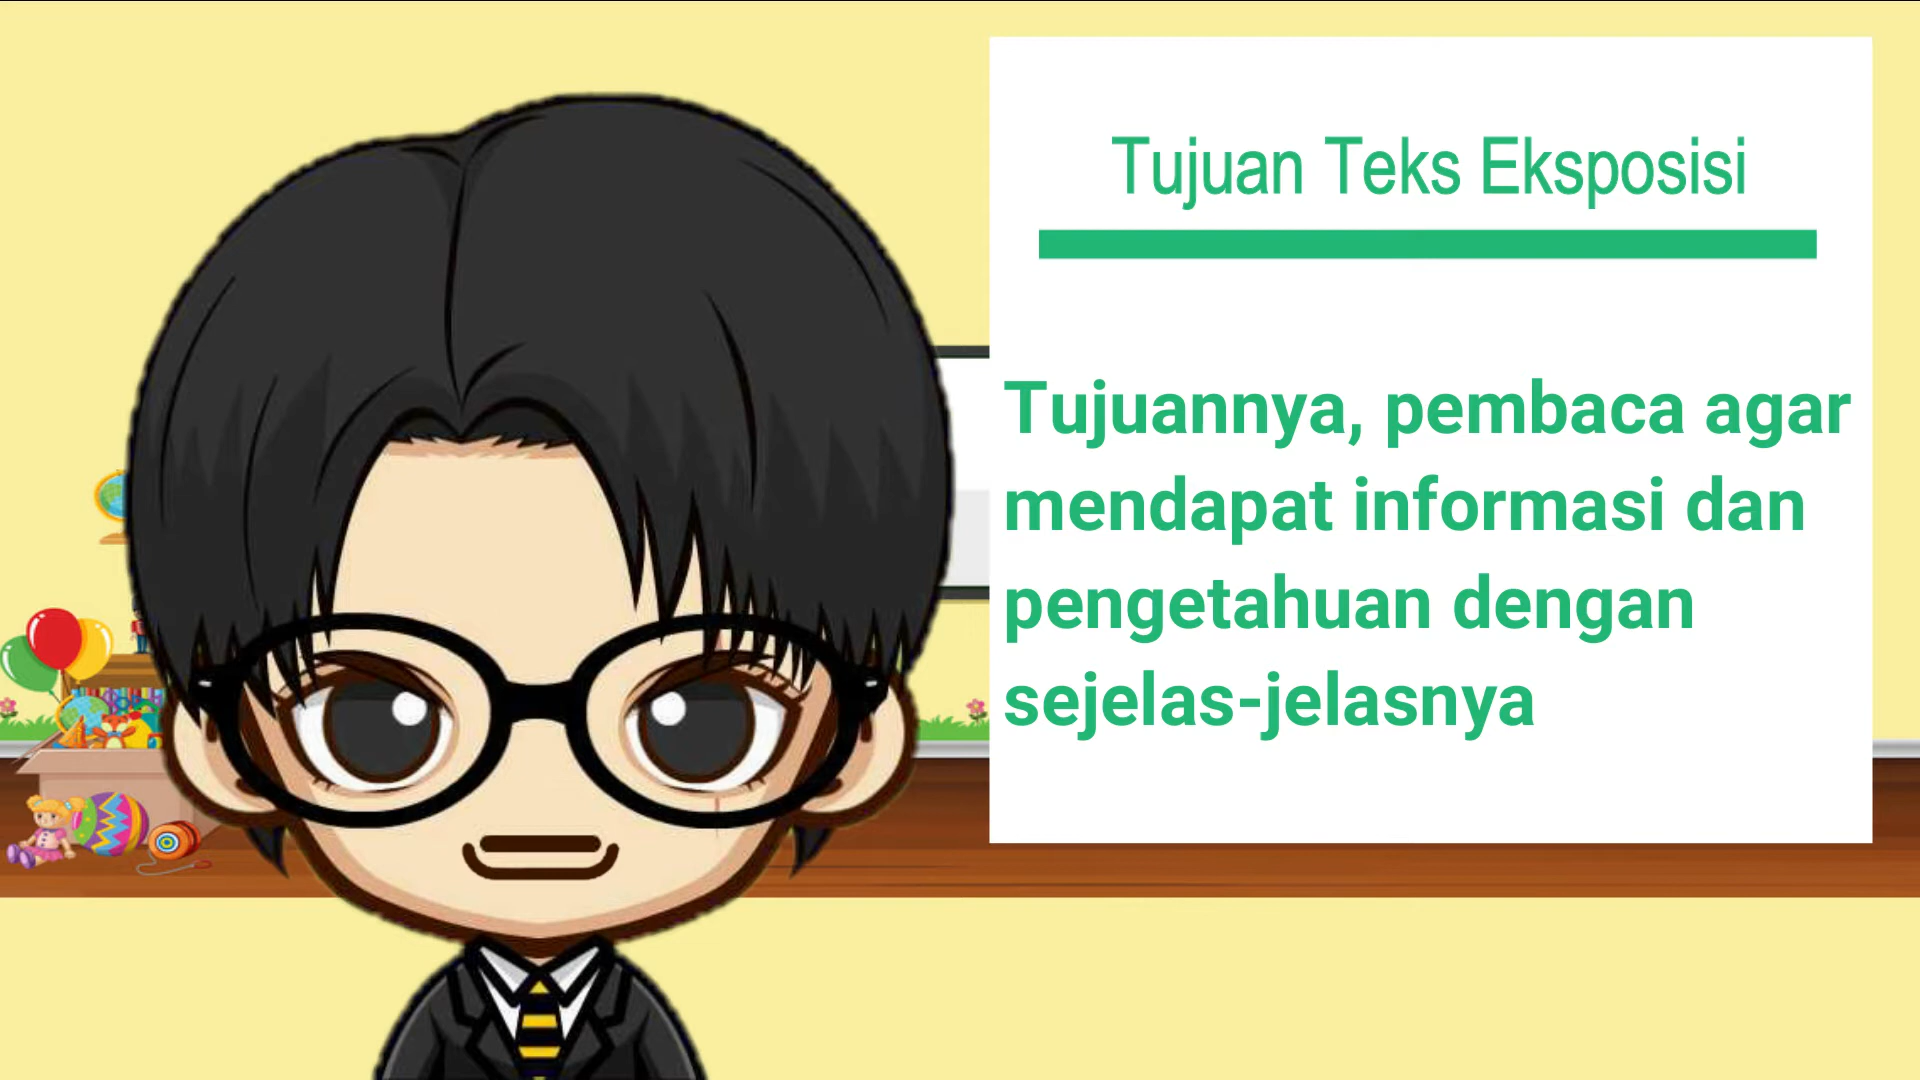 Tujuan Teks Eksposisi
Tujuannya, pembaca agar
mendapat informasi dan
pengetahuan dengan
sejelas-jelasnya